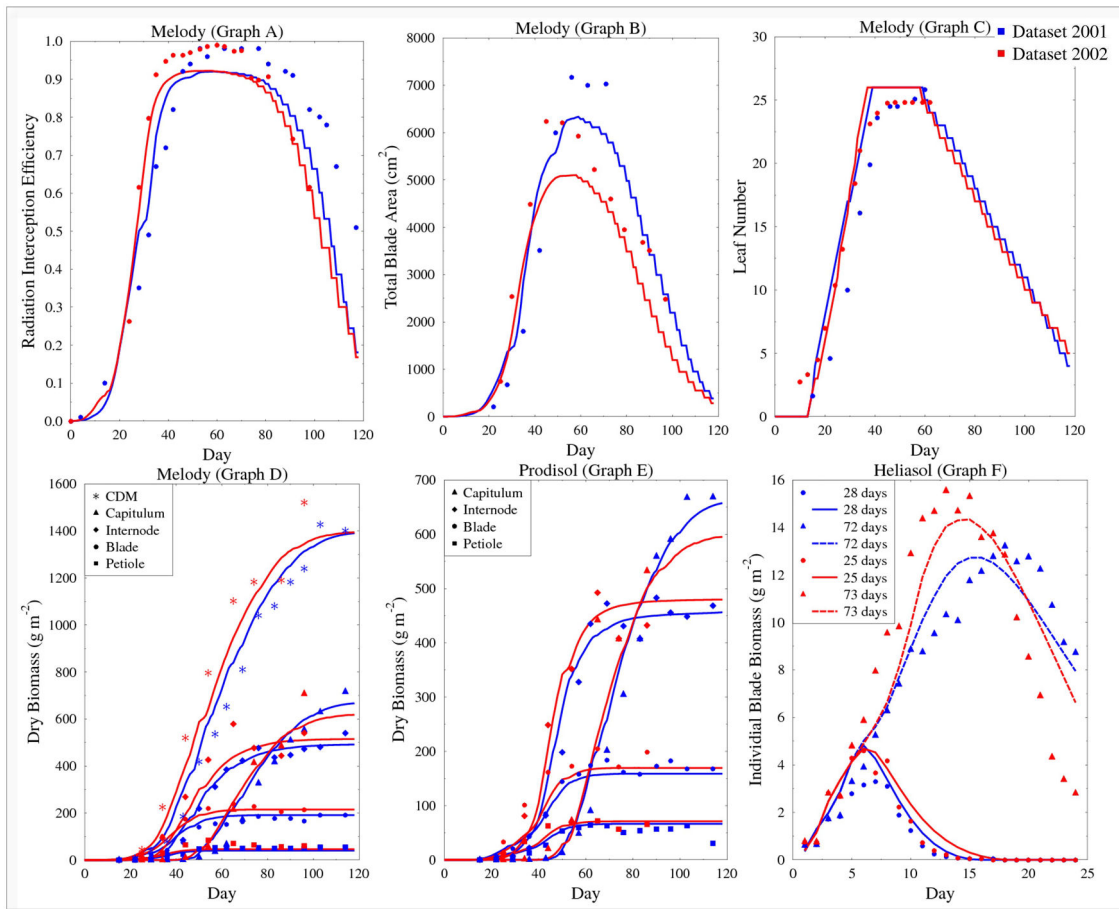 Melody (Graph A)
Radiation Interception Efficiency
1.0
0.9
0.8
0.7
0.6
0.5
0.4
0.3
0.2
0.1
0.0
0 20 40 60 80 100 120
Day
Melody (Graph B)
Total Blade Area (cm²)
8000
7000
6000
5000
4000
3000
2000
1000
0
0 20 40 60 80 100 120
Day
Melody (Graph C)
Dataset 2001
Dataset 2002
Leaf Number
30
25
20
15
10
5
0
0 20 40 60 80 100 120
Day
Melody (Graph D)
CDM
Capitulum
Internode
Blade
Petiole
Dry Biomass (g m⁻²)
1600
1400
1200
1000
800
600
400
200
0
0 20 40 60 80 100 120
Day
Prodisol (Graph E)
Capitulum
Internode
Blade
Petiole
Dry Biomass (g m⁻²)
700
600
500
400
300
200
100
0
0 20 40 60 80 100 120
Day
Heliasol (Graph F)
28 days
28 days
72 days
72 days
25 days
25 days
73 days
73 days
Individial Blade Biomass (g m⁻²)
16
14
12
10
8
6
4
2
0
0 5 10 15 20 25
Day